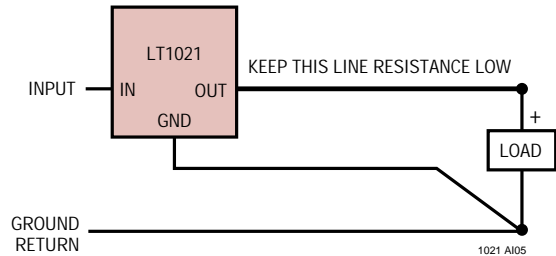 LT1021
KEEP THIS LINE RESISTANCE LOW
INPUT
IN
OUT
GND
+
LOAD
GROUND
RETURN
1021 AI05